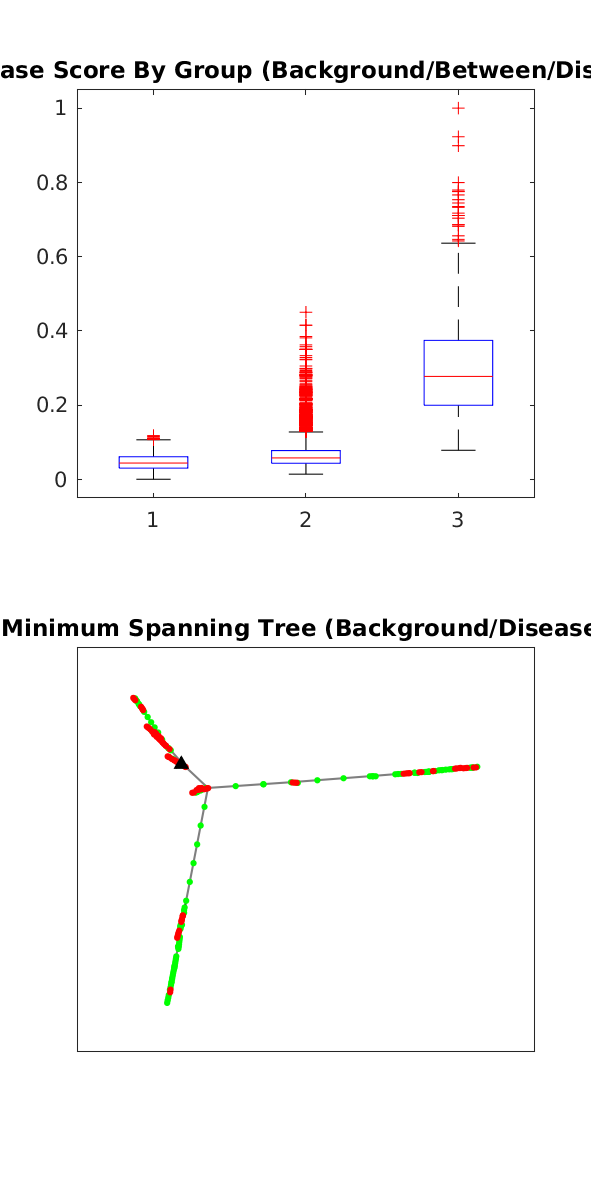 ase Score By Group (Background/Between/Dis
1
0.8
0.6
0.4
0.2
0
1 2 3
Minimum Spanning Tree (Background/Disease